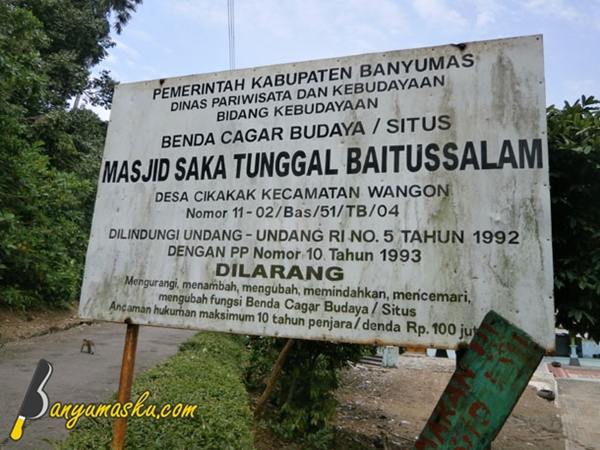 PEMERINTAH KABUPATEN BANYUMAS
DINAS PARIWISATA DAN KEBUDAYAAN
BIDANG KEBUDAYAAN
BENDA CAGAR BUDAYA / SITUS
MASJID SAKA TUNGGAL BAITUSSALAM
DESA CIKAKAK KECAMATAN WANGON
Nomor 11-02/Bas/51/TB/04
DILINDUNGI UNDANG - UNDANG RI NO. 5 TAHUN 1992
DENGAN PP Nomor 10. Tahun 1993
DILARANG
Mengurangi, menambah, mengubah, memindahkan, mencemari,
mengubah fungsi Benda Cagar Budaya / Situs
Ancaman hukuman maksimum 10 tahun penjara/denda Rp. 100 jut
Banyumasku.com